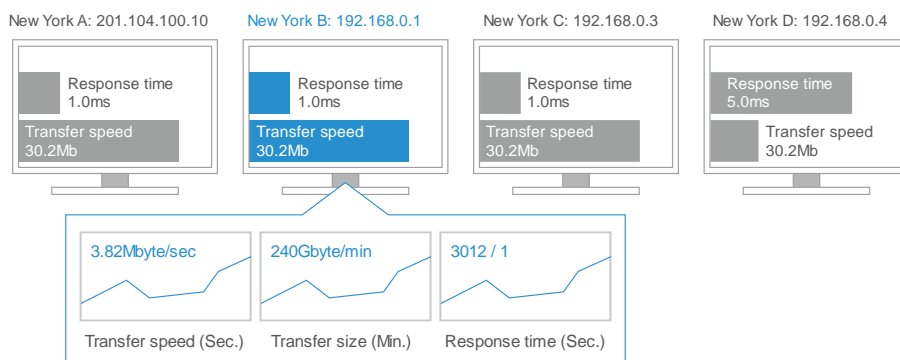 New York A: 201.104.100.10
New York B: 192.168.0.1
New York C: 192.168.0.3
New York D: 192.168.0.4
Response time
1.0ms
Transfer speed
30.2Mb
Response time
1.0ms
Transfer speed
30.2Mb
Response time
1.0ms
Transfer speed
30.2Mb
Response time
5.0ms
Transfer speed
30.2Mb
3.82Mbyte/sec
240Gbyte/min
3012 / 1
Transfer speed (Sec.)
Transfer size (Min.)
Response time (Sec.)